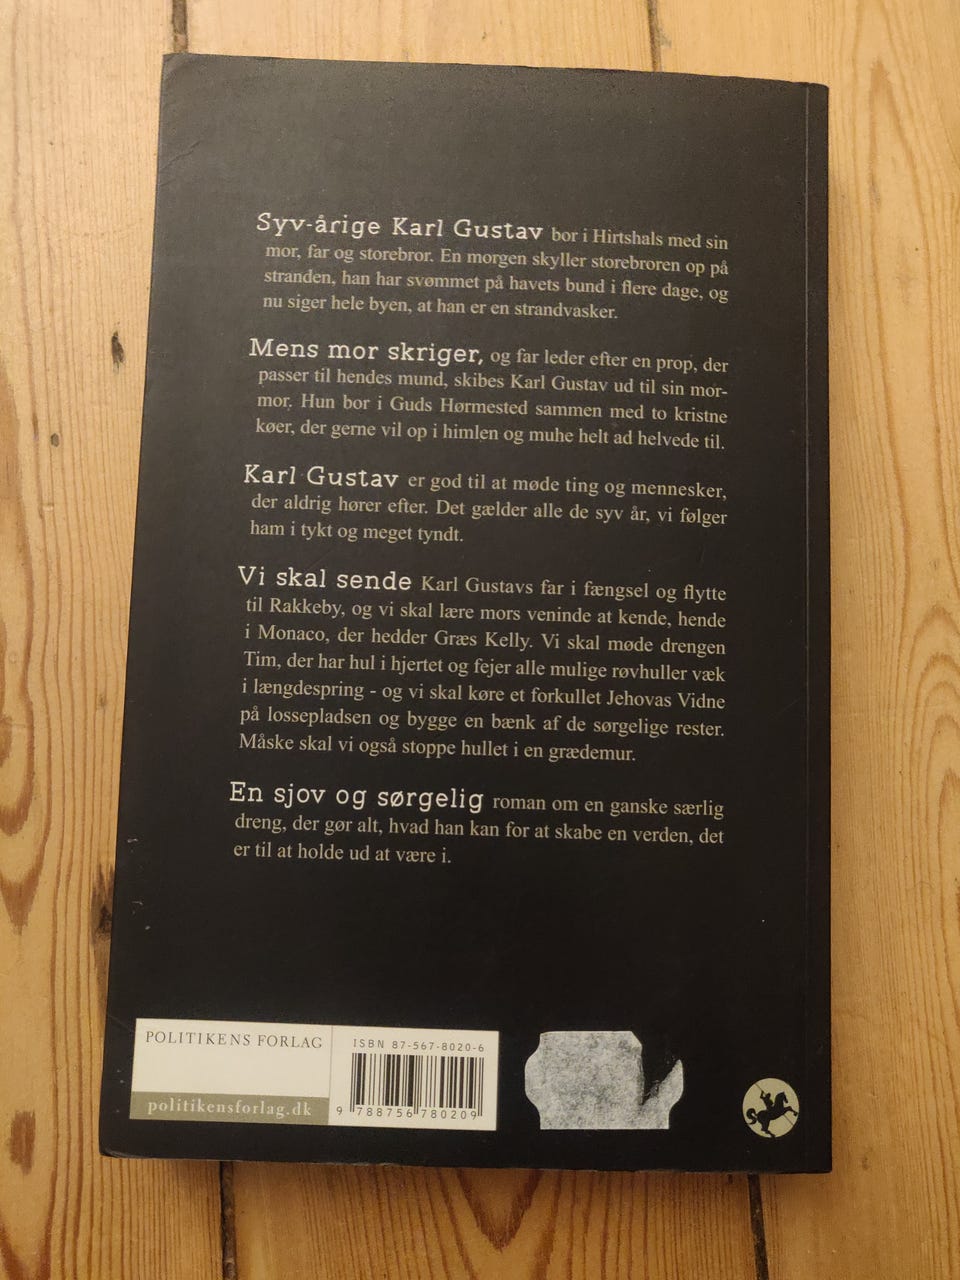 Syv-årige Karl Gustav bor i Hirtshals med sin
mor, far og storebror. En morgen skyller storebroren op på
stranden, han har svømmet på havets bund i flere dage, og
nu siger hele byen, at han er en strandvasker.
Mens mor skriger, og far leder efter en prop, der
passer til hendes mund, skibes Karl Gustav ud til sin mor-
mor. Hun bor i Guds Hørmested sammen med to kristne
køer, der gerne vil op i himlen og muhe helt ad helvede til.
Karl Gustav er god til at møde ting og mennesker,
der aldrig hører efter. Det gælder alle de syv år, vi følger
ham i tykt og meget tyndt.
Vi skal sende Karl Gustavs far i fængsel og flytte
til Rakkeby, og vi skal lære mors veninde at kende, hende
i Monaco, der hedder Græs Kelly. Vi skal møde drengen
Tim, der har hul i hjertet og fejer alle mulige røvhuller væk
i længdespring - og vi skal køre et forkullet Jehovas Vidne
på lossepladsen og bygge en bænk af de sørgelige rester.
Måske skal vi også stoppe hullet i en grædemur.
En sjov og sørgelig roman om en ganske særlig
dreng, der gør alt, hvad han kan for at skabe en verden, det
er til at holde ud at være i.
POLITIKENS FORLAG
politikensforlag.dk
ISBN 87-567-8020-6
9 788756 780209